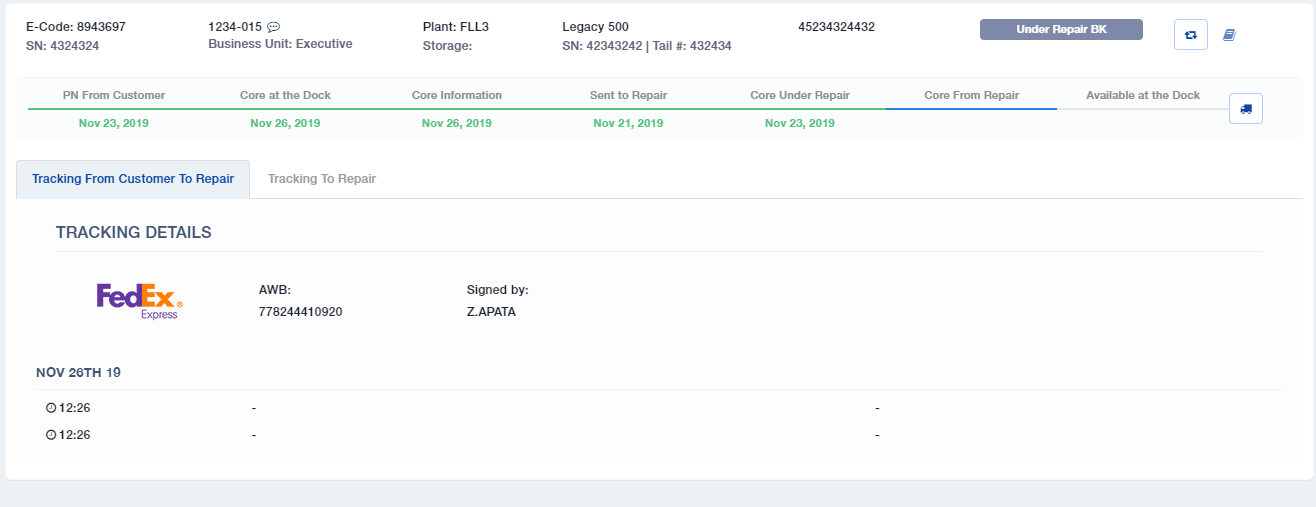 E-Code: 8943697
SN: 4324324
1234-015
Business Unit: Executive
Plant: FLL3
Storage:
Legacy 500
SN: 42343242 | Tail #: 432434
45234324432
Under Repair BK
PN From Customer
Core at the Dock
Core Information
Sent to Repair
Core Under Repair
Core From Repair
Available at the Dock
Nov 23, 2019
Nov 26, 2019
Nov 26, 2019
Nov 21, 2019
Nov 23, 2019
Tracking From Customer To Repair
Tracking To Repair
TRACKING DETAILS
FedEx®
Express
AWB:
778244410920
Signed by:
Z.APATA
NOV 26TH 19
12:26 - -
12:26 - -